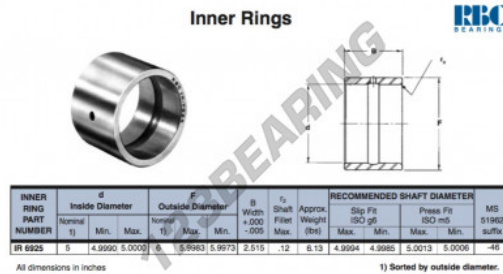 Inner Rings
RBC
BEARINGS
123BEARING
B
rs
d
F
INNER RING PART NUMBER
d Inside Diameter
F Outside Diameter
B Width +.000 -.005
rs Shaft Fillet Max.
Approx. Weight (lbs)
RECOMMENDED SHAFT DIAMETER
Slip Fit ISO g6
Press Fit ISO m5
MS 51962 suffix
Nominal 1) Min. Max. Nominal 1) Max. Min. Max. Min. Max. Min.
IR 6925 5 4.9990 5.0000 6 5.9983 5.9973 2.515 .12 6.13 4.9994 4.9985 5.0013 5.0006 -46
All dimensions in inches
1) Sorted by outside diameter.